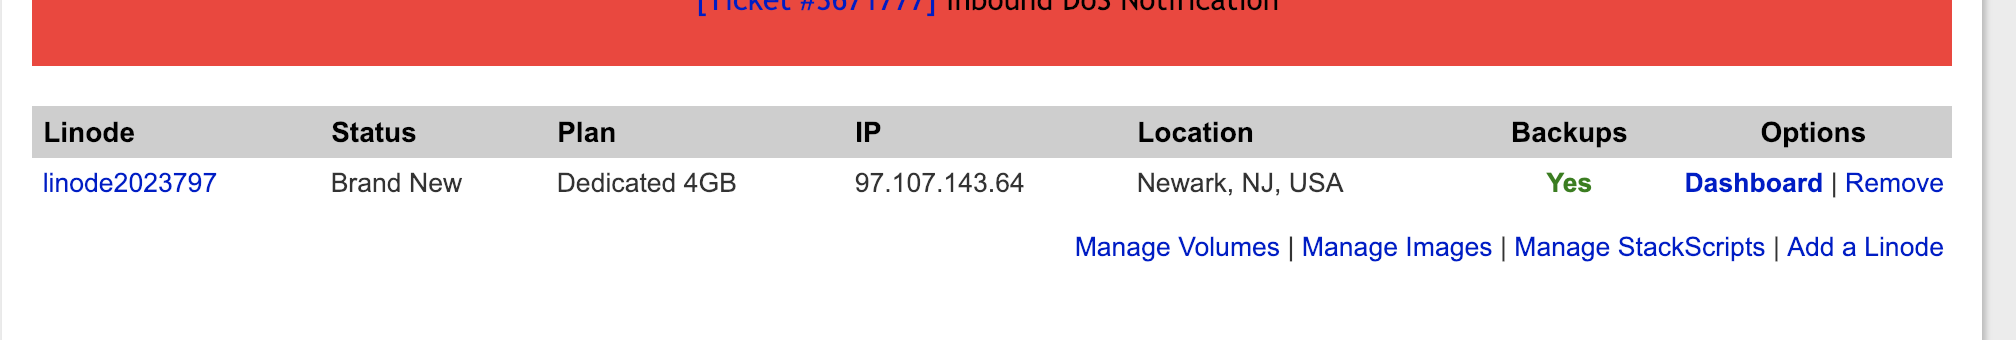 [Ticket #3671777] Inbound DoS Notification
Linode Status Plan IP Location Backups Options
linode2023797 Brand New Dedicated 4GB 97.107.143.64 Newark, NJ, USA Yes Dashboard | Remove
Manage Volumes | Manage Images | Manage StackScripts | Add a Linode